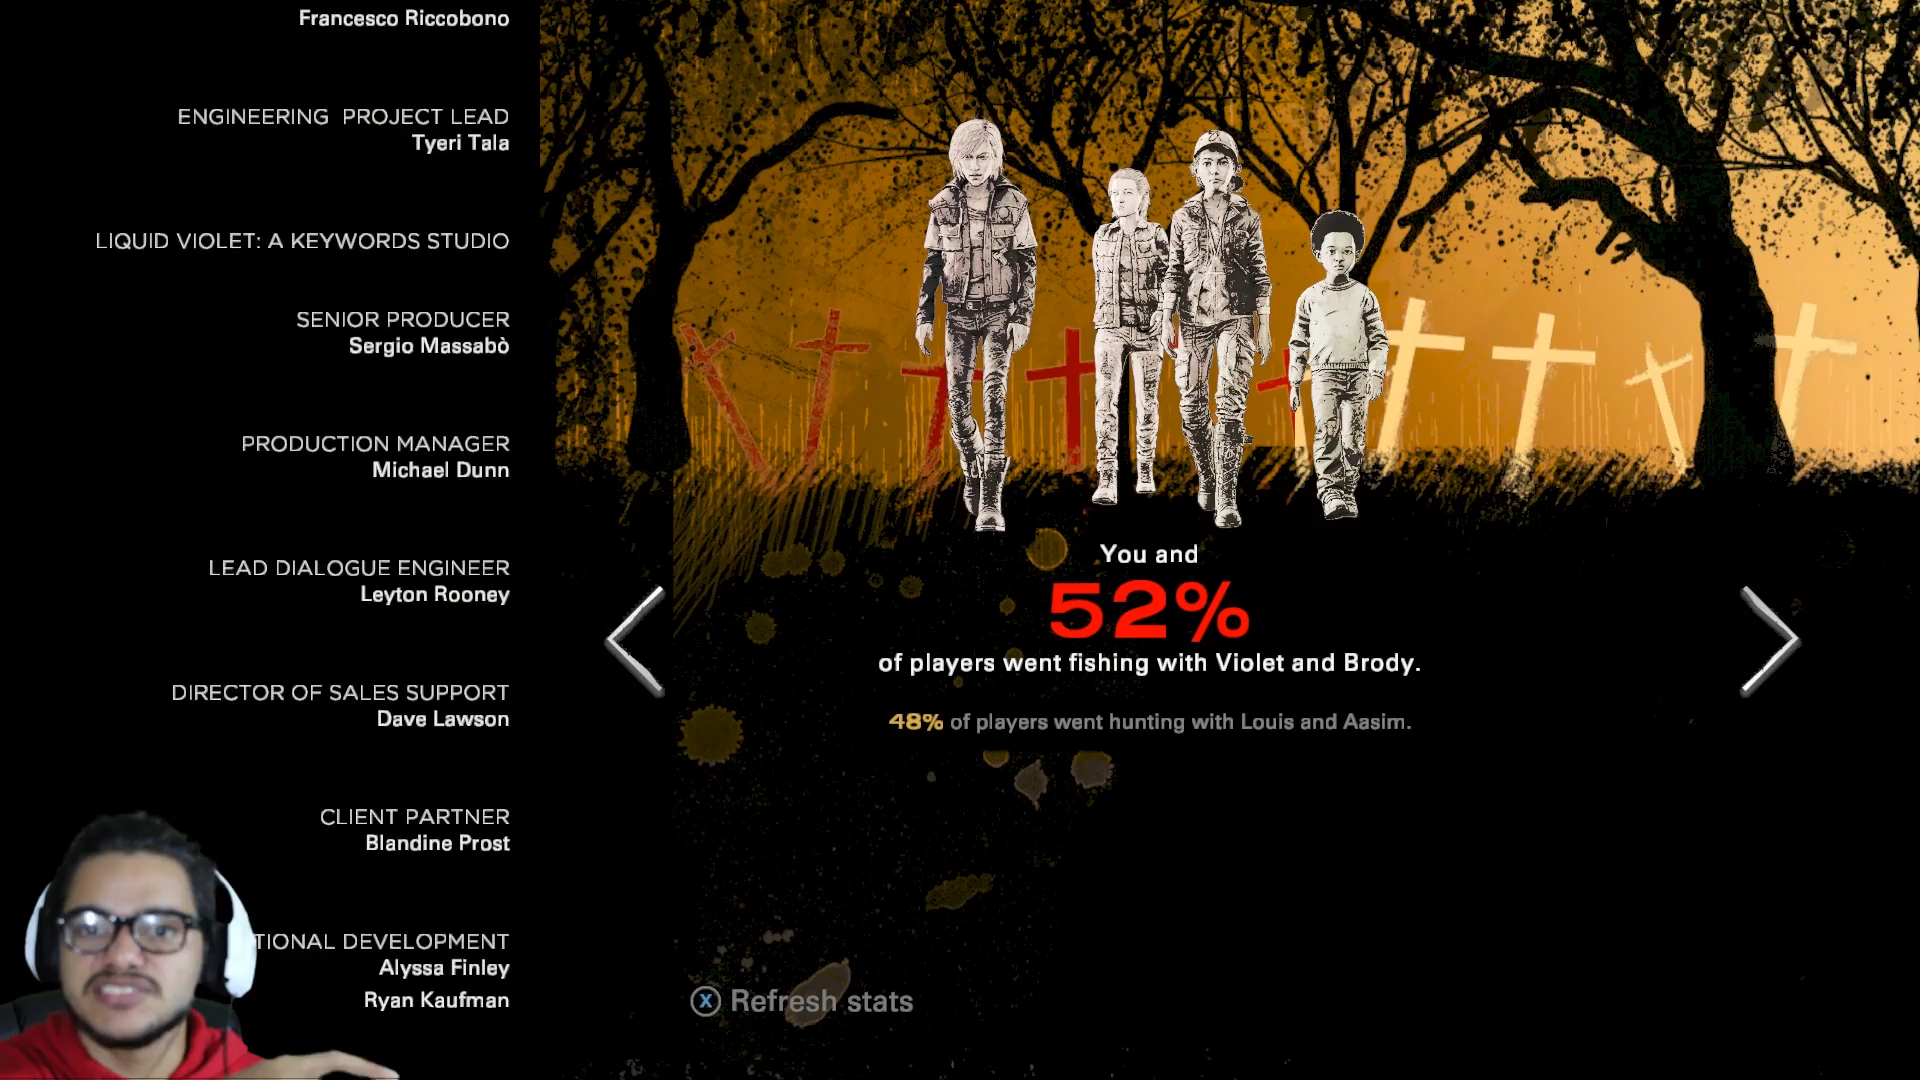 Francesco Riccobono
ENGINEERING PROJECT LEAD
Tyeri Tala
LIQUID VIOLET: A KEYWORDS STUDIO
SENIOR PRODUCER
Sergio Massabò
PRODUCTION MANAGER
Michael Dunn
LEAD DIALOGUE ENGINEER
Leyton Rooney
DIRECTOR OF SALES SUPPORT
Dave Lawson
CLIENT PARTNER
Blandine Prost
TIONAL DEVELOPMENT
Alyssa Finley
Ryan Kaufman
You and
52%
of players went fishing with Violet and Brody.
48% of players went hunting with Louis and Aasim.
X Refresh stats